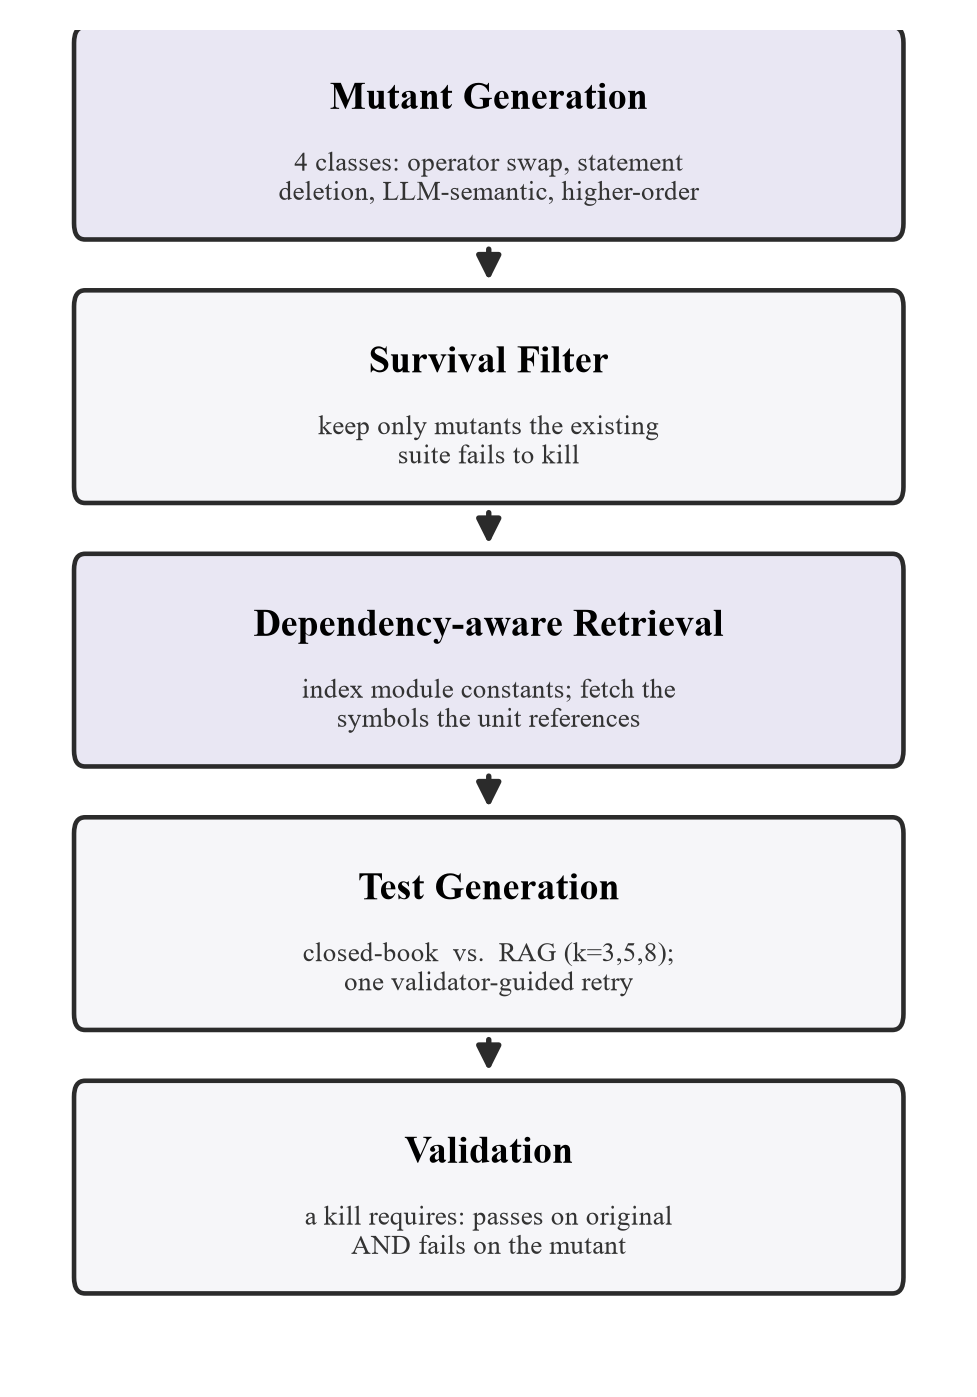 Mutant Generation
4 classes: operator swap, statement
deletion, LLM-semantic, higher-order
Survival Filter
keep only mutants the existing
suite fails to kill
Dependency-aware Retrieval
index module constants; fetch the
symbols the unit references
Test Generation
closed-book vs. RAG (k=3,5,8);
one validator-guided retry
Validation
a kill requires: passes on original
AND fails on the mutant